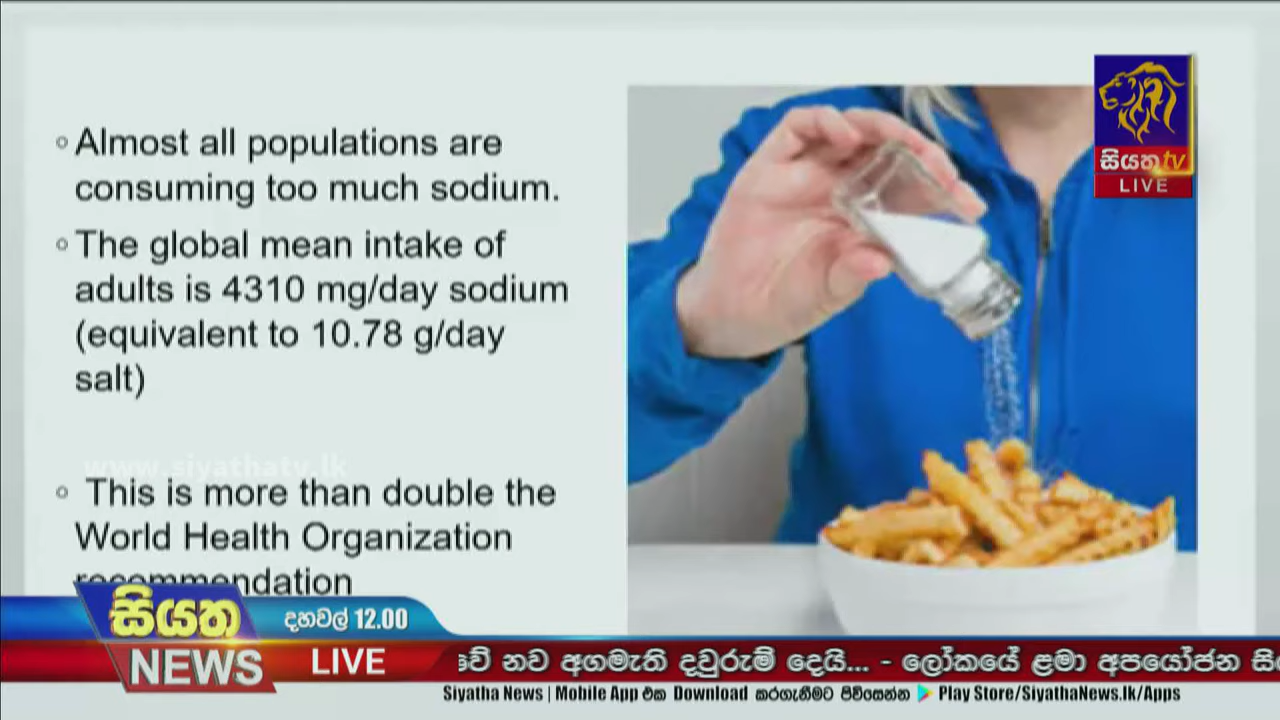 ◦ Almost all populations are
consuming too much sodium.
◦ The global mean intake of
adults is 4310 mg/day sodium
(equivalent to 10.78 g/day
salt)
www.siyathatv.lk
◦ This is more than double the
World Health Organization
recommendation
සියත tv
LIVE
සියත
දහවල් 12.00
NEWS
LIVE
නව අගමැති දිවුරුම් දෙයි... - ලෝකයේ ළමා අපයෝජන
Siyatha News | Mobile App එක Download කරගැනීමට පිවිසෙන්න Play Store/SiyathaNews.lk/Apps